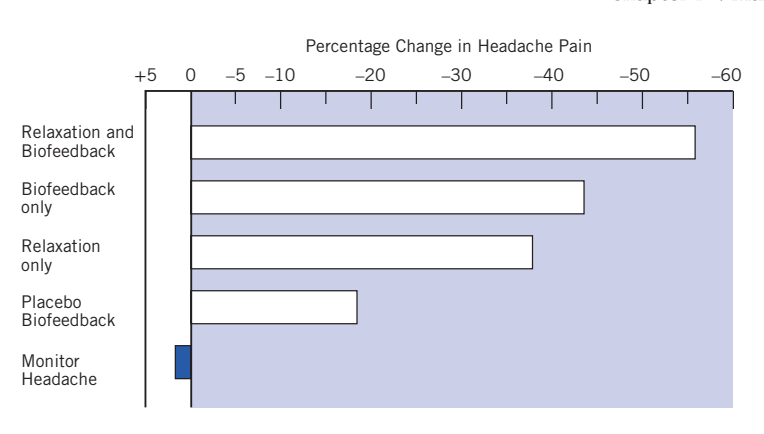 Percentage Change in Headache Pain
+5 0 –5 –10 –20 –30 –40 –50 –60
Relaxation and
Biofeedback
Biofeedback
only
Relaxation
only
Placebo
Biofeedback
Monitor
Headache